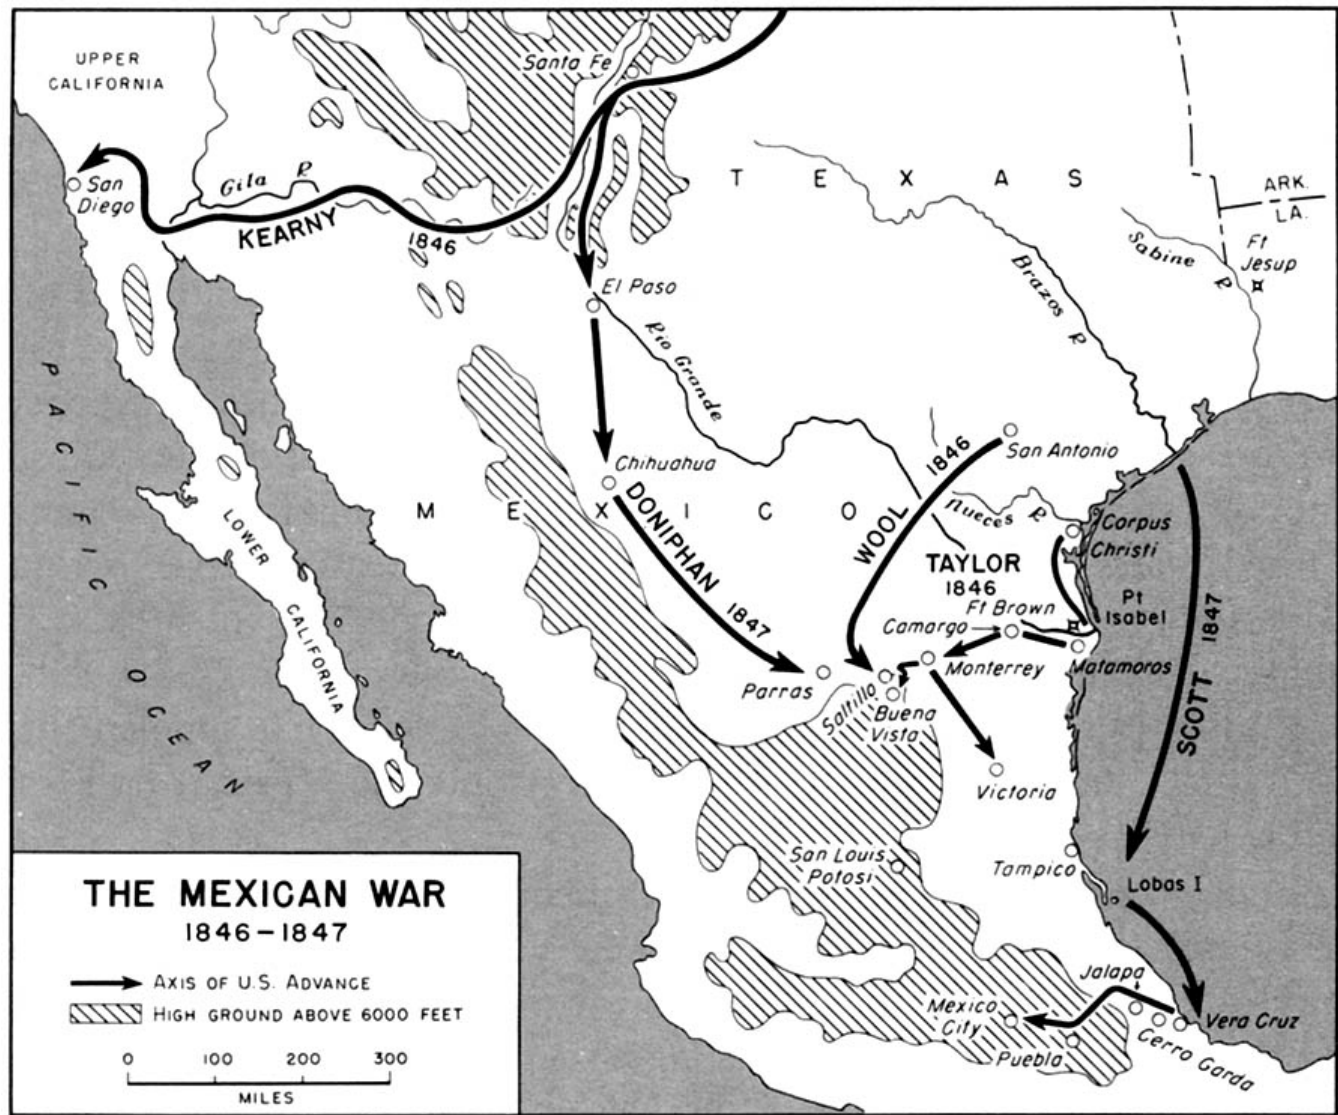 UPPER
CALIFORNIA
Santa Fe
San
Diego
Gila R
KEARNY
1846
TEXAS
ARK.
LA.
Sabine R
Ft
Jesup
Brazos R
El Paso
Rio Grande
PACIFIC OCEAN
Chihuahua
San Antonio
MEXICO
DONIPHAN 1847
WOOL 1846
Nueces R
Corpus
Christi
TAYLOR
1846
Pt
Isabel
Ft Brown
Camargo
Matamoros
Monterrey
Parras
Saltillo
Buena
Vista
LOWER
CALIFORNIA
SCOTT 1847
Victoria
San Louis
Potosi
Tampico
Lobas I
Jalapa
Mexico
City
Puebla
Cerro Garda
Vera Cruz
THE MEXICAN WAR
1846–1847
AXIS OF U.S. ADVANCE
HIGH GROUND ABOVE 6000 FEET
0 100 200 300
MILES